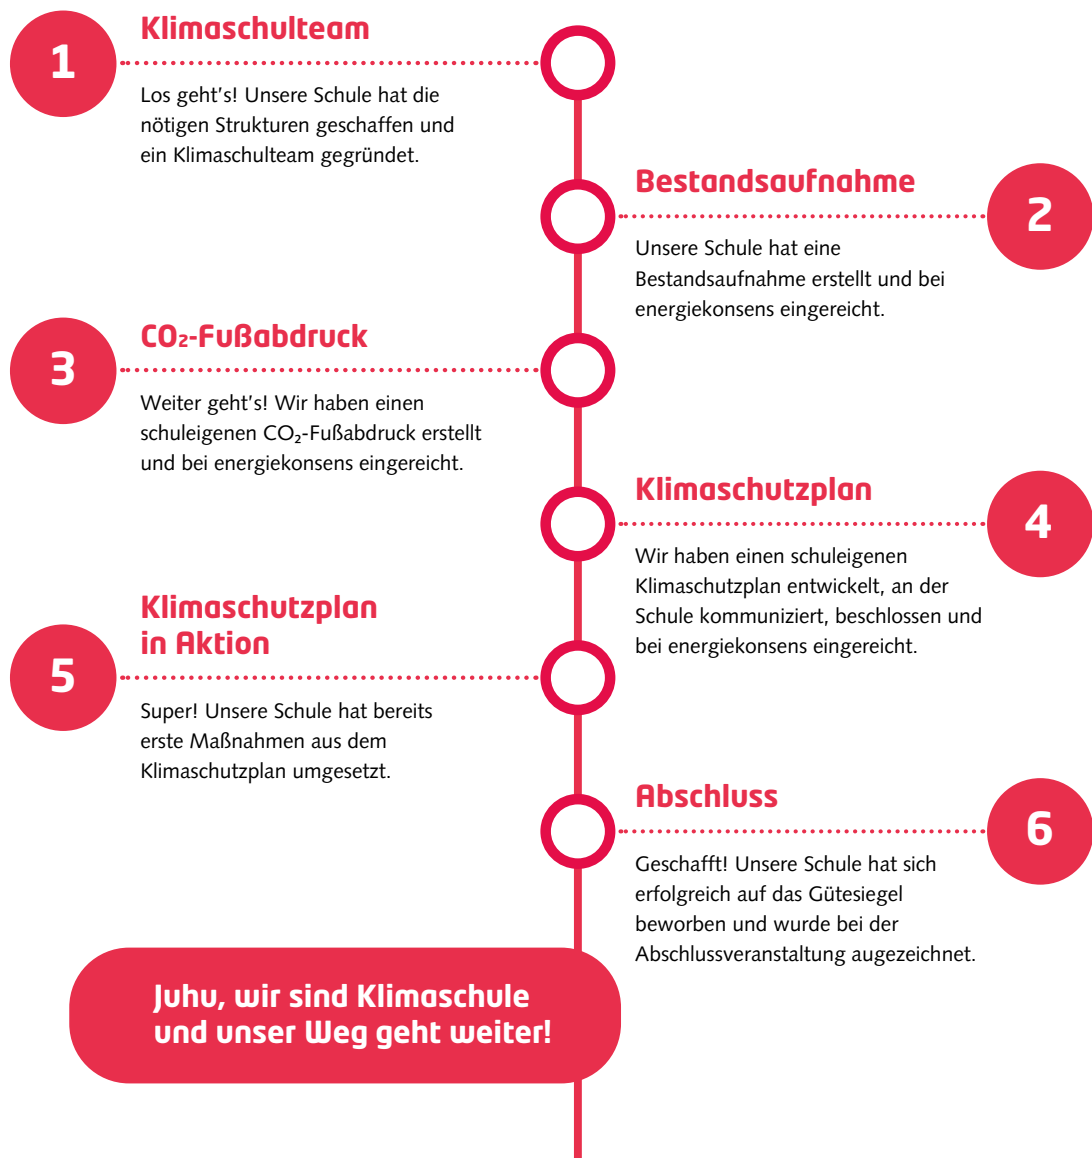 1
Klimaschulteam
Los geht's! Unsere Schule hat die
nötigen Strukturen geschaffen und
ein Klimaschulteam gegründet.
2
Bestandsaufnahme
Unsere Schule hat eine
Bestandsaufnahme erstellt und bei
energiekonsens eingereicht.
3
CO₂-Fußabdruck
Weiter geht's! Wir haben einen
schuleigenen CO₂-Fußabdruck erstellt
und bei energiekonsens eingereicht.
4
Klimaschutzplan
Wir haben einen schuleigenen
Klimaschutzplan entwickelt, an der
Schule kommuniziert, beschlossen und
bei energiekonsens eingereicht.
5
Klimaschutzplan
in Aktion
Super! Unsere Schule hat bereits
erste Maßnahmen aus dem
Klimaschutzplan umgesetzt.
6
Abschluss
Geschafft! Unsere Schule hat sich
erfolgreich auf das Gütesiegel
beworben und wurde bei der
Abschlussveranstaltung augezeichnet.
Juhu, wir sind Klimaschule
und unser Weg geht weiter!